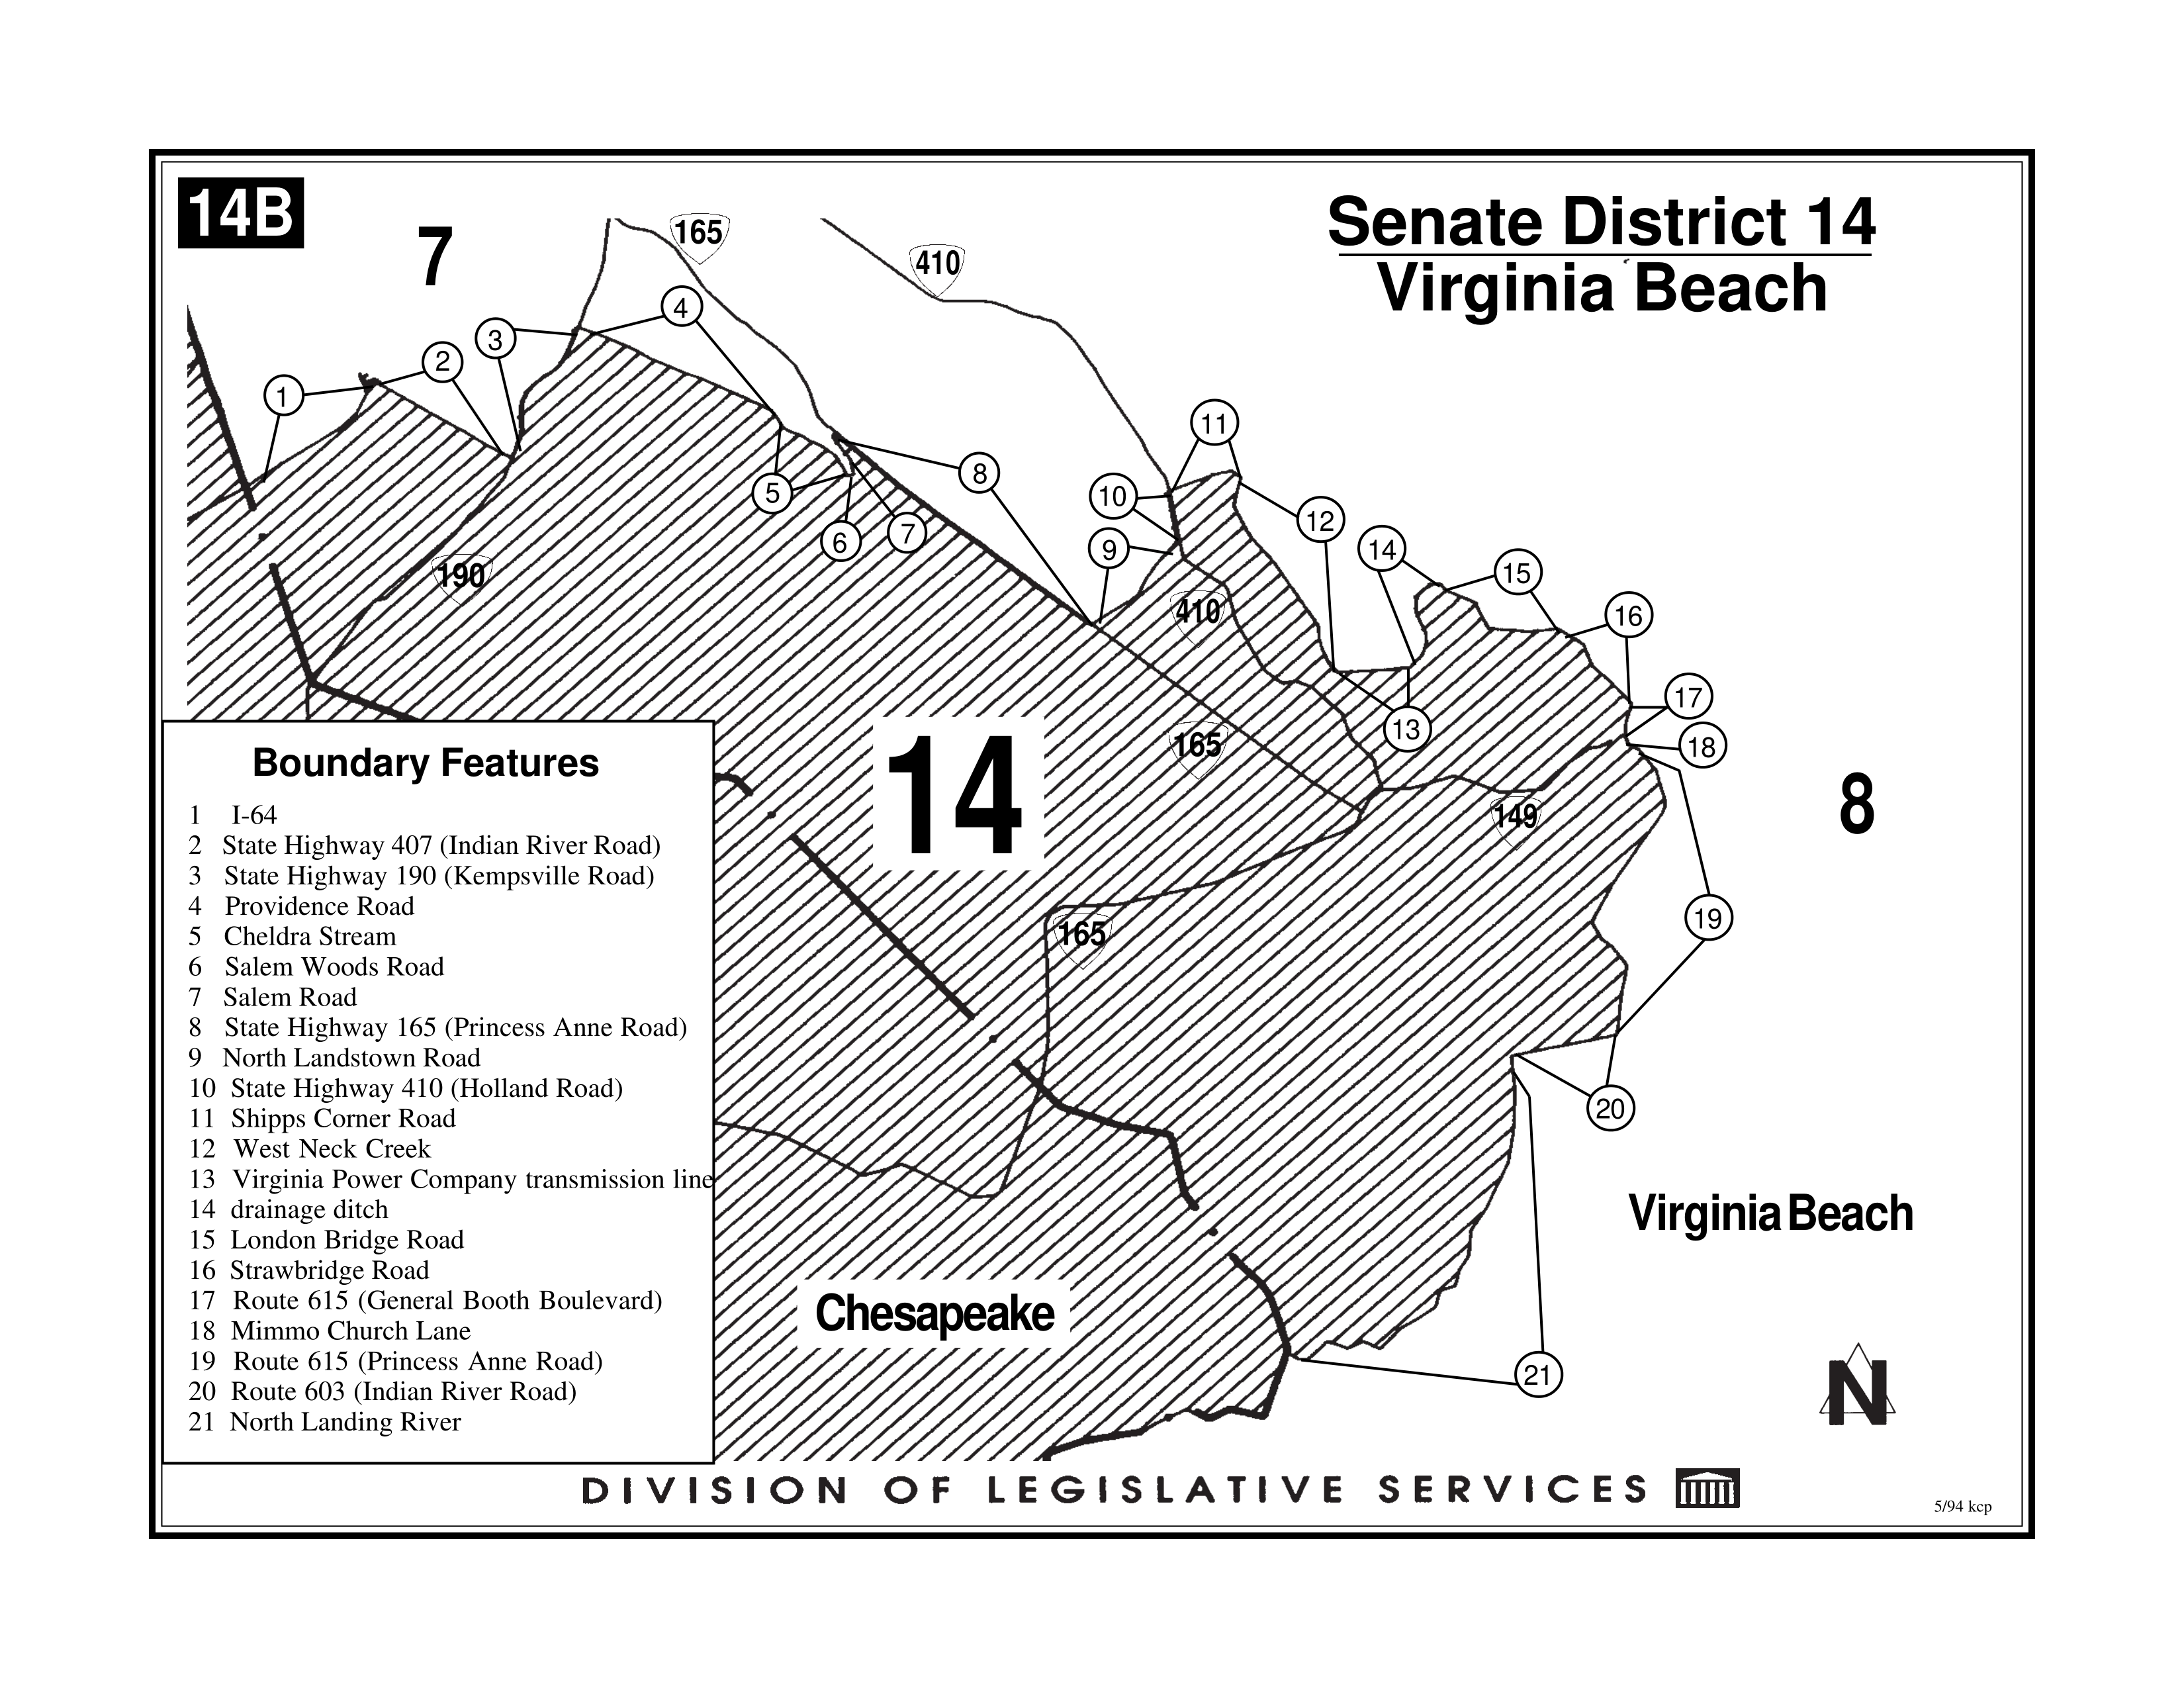 14B
7
Senate District 14
Virginia Beach
165
410
4
3
2
1
11
8
10
12
5
14
9
7
6
15
190
410
16
17
13
18
14
165
8
149
19
165
20
Virginia Beach
Chesapeake
21
N
Boundary Features
1 I-64
2 State Highway 407 (Indian River Road)
3 State Highway 190 (Kempsville Road)
4 Providence Road
5 Cheldra Stream
6 Salem Woods Road
7 Salem Road
8 State Highway 165 (Princess Anne Road)
9 North Landstown Road
10 State Highway 410 (Holland Road)
11 Shipps Corner Road
12 West Neck Creek
13 Virginia Power Company transmission line
14 drainage ditch
15 London Bridge Road
16 Strawbridge Road
17 Route 615 (General Booth Boulevard)
18 Mimmo Church Lane
19 Route 615 (Princess Anne Road)
20 Route 603 (Indian River Road)
21 North Landing River
DIVISION OF LEGISLATIVE SERVICES
5/94 kcp